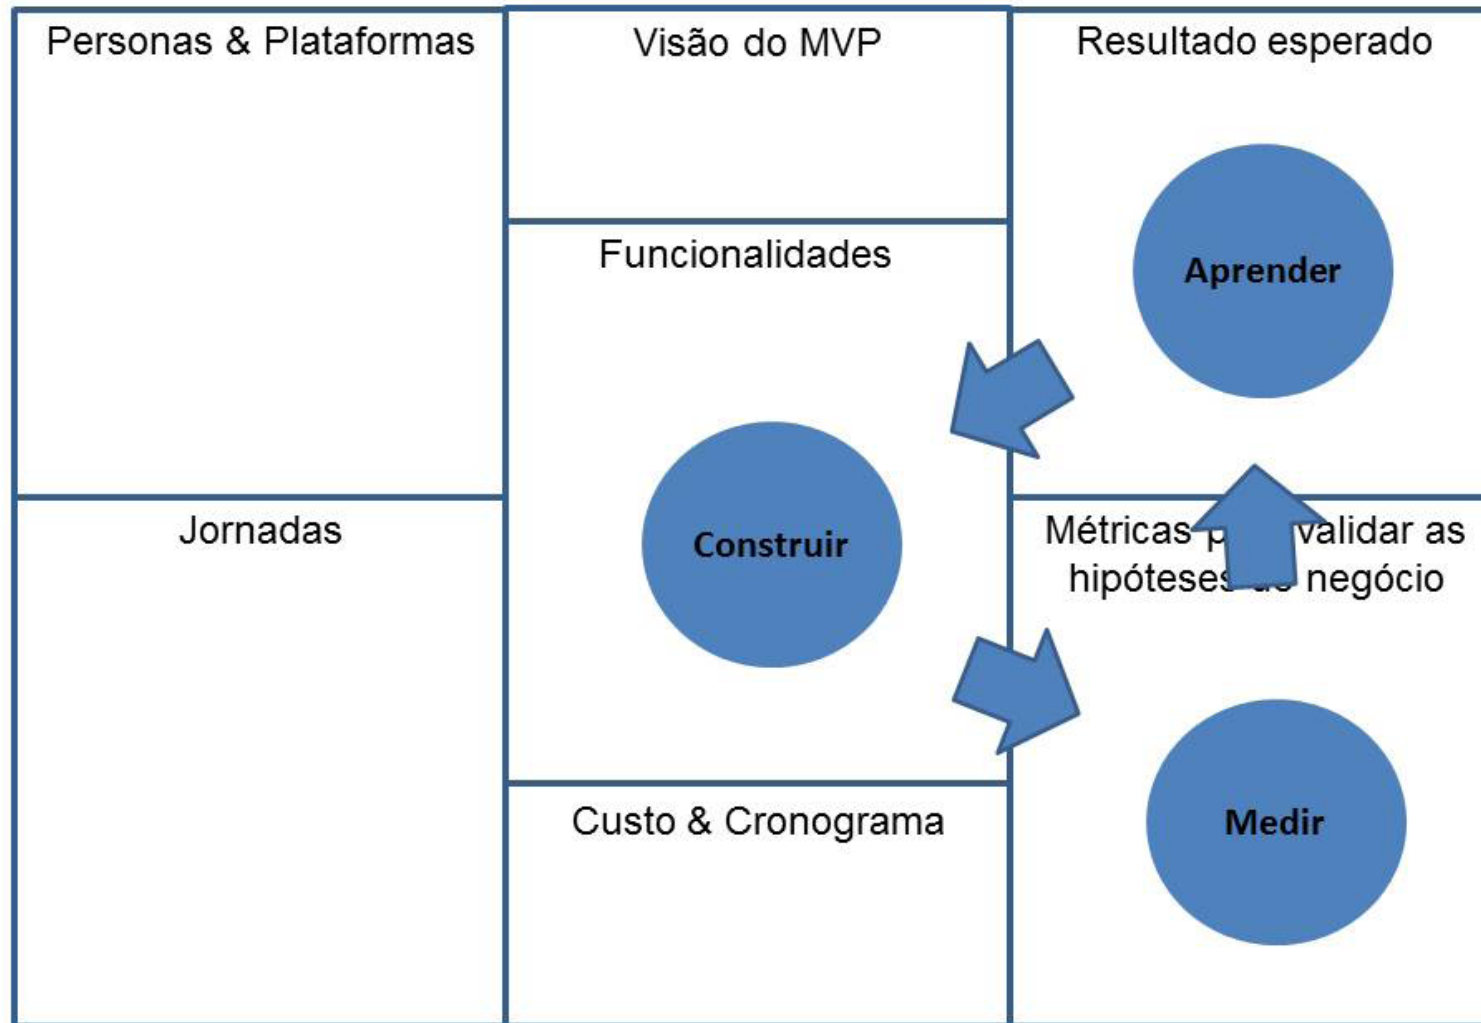 Personas & Plataformas
Visão do MVP
Resultado esperado
Funcionalidades
Aprender
Jornadas
Construir
Métricas validar as
hipóteses negócio
Custo & Cronograma
Medir